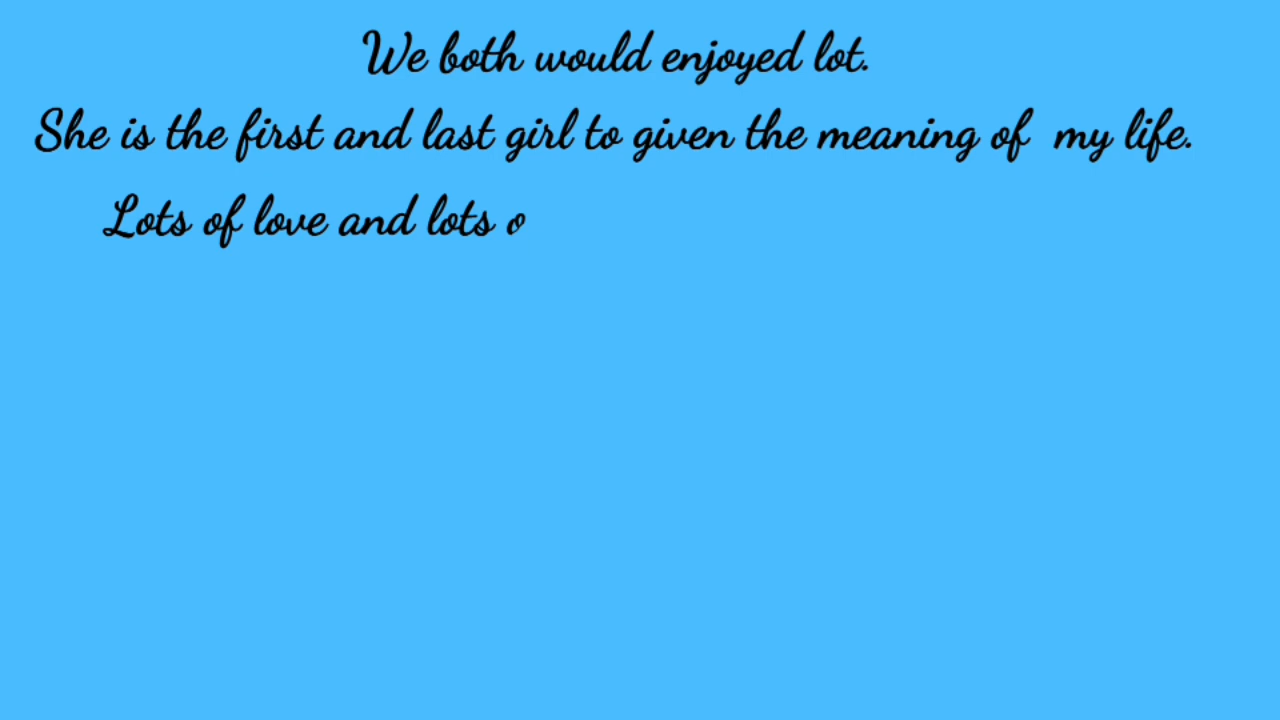 We both would enjoyed lot.
She is the first and last girl to given the meaning of my life.
Lots of love and lots o